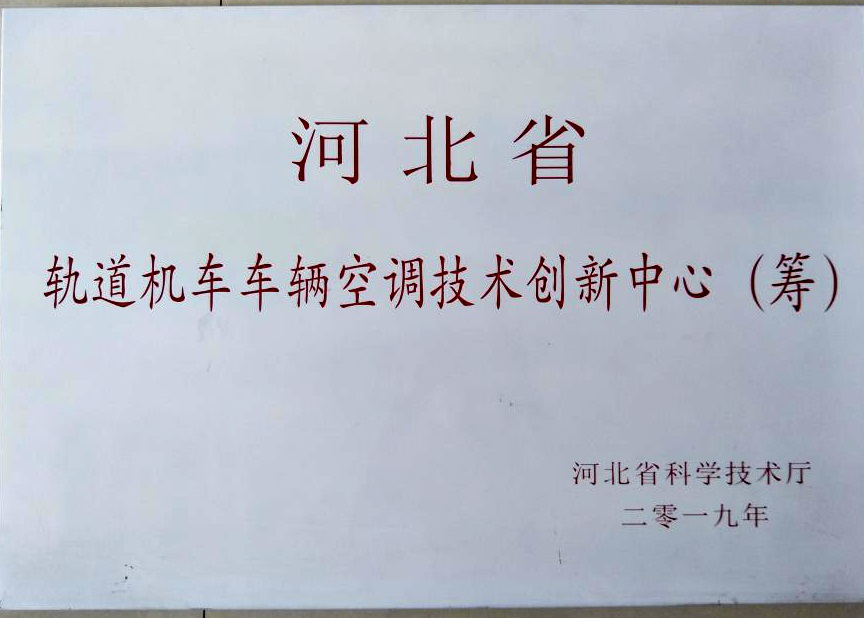 河北省
轨道机车车辆空调技术创新中心（筹）
河北省科学技术厅
二零一九年